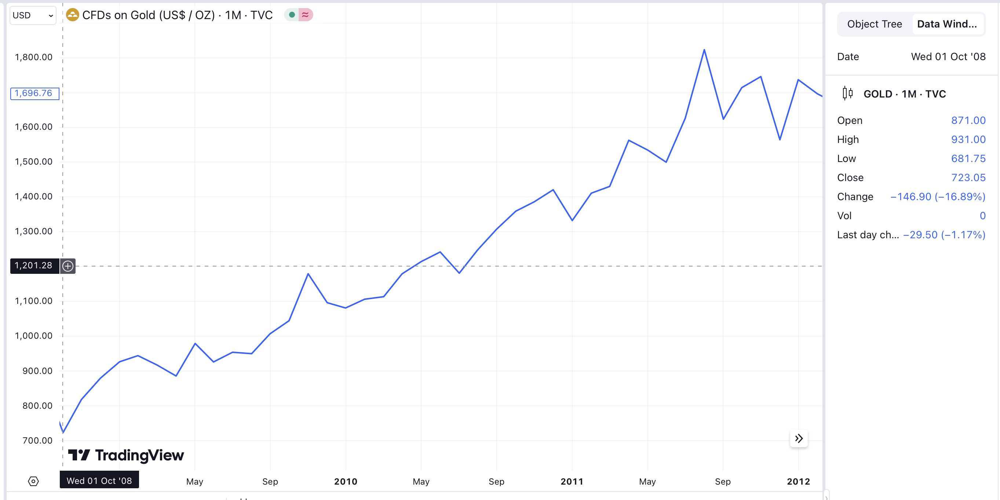 USD
CFDs on Gold (US$ / OZ) · 1M · TVC
1,800.00
1,696.76
1,600.00
1,500.00
1,400.00
1,300.00
1,201.28
1,100.00
1,000.00
900.00
800.00
700.00
TradingView
Wed 01 Oct '08
May
Sep
2010
May
Sep
2011
May
Sep
2012
Object Tree
Data Wind...
Date Wed 01 Oct '08
GOLD · 1M · TVC
Open 871.00
High 931.00
Low 681.75
Close 723.05
Change −146.90 (−16.89%)
Vol 0
Last day ch... −29.50 (−1.17%)